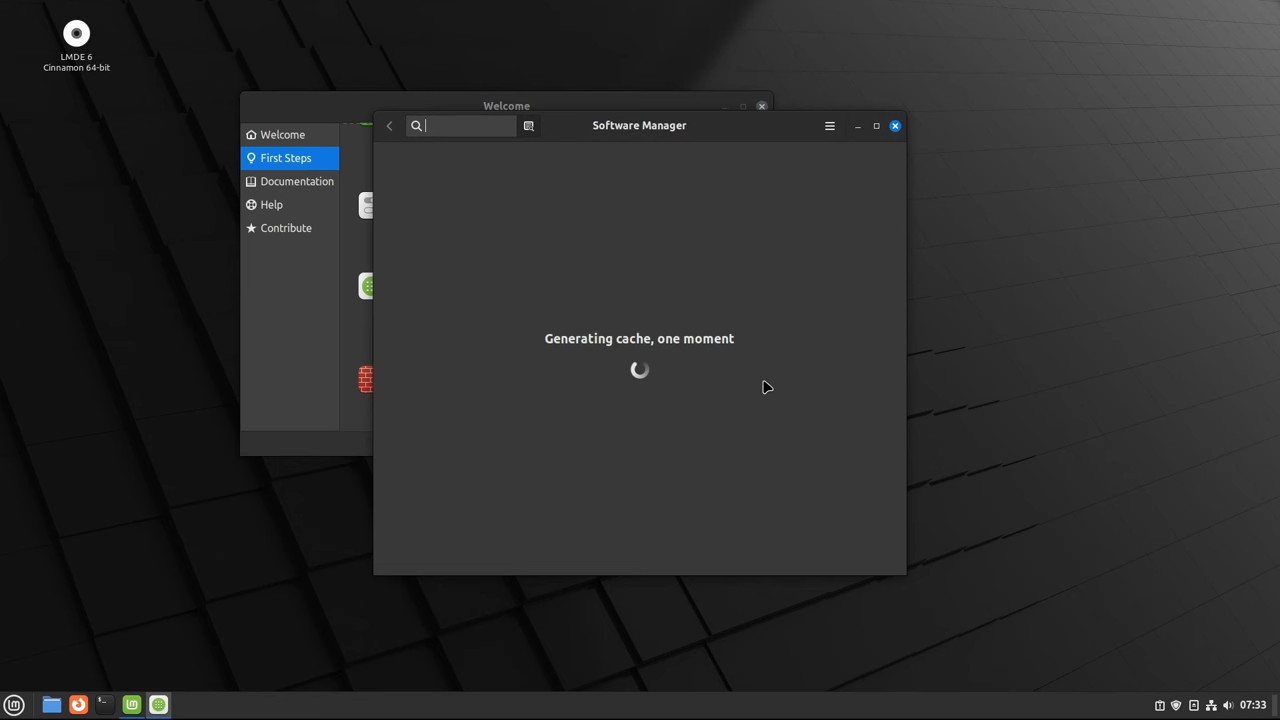 LMDE 6
Cinnamon 64-bit
Welcome
Software Manager
Welcome
First Steps
Documentation
Help
Contribute
Generating cache, one moment
07:33